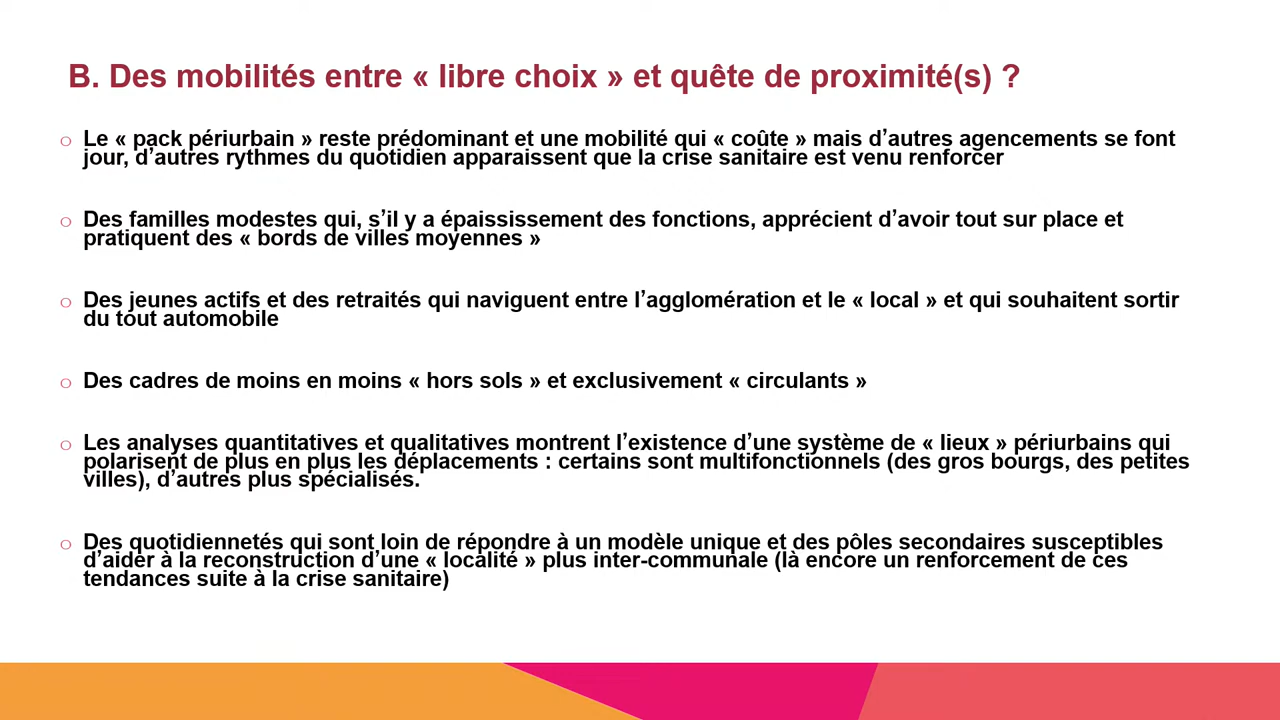 B. Des mobilités entre « libre choix » et quête de proximité(s) ?
o Le « pack périurbain » reste prédominant et une mobilité qui « coûte » mais d’autres agencements se font
jour, d’autres rythmes du quotidien apparaissent que la crise sanitaire est venu renforcer
o Des familles modestes qui, s’il y a épaississement des fonctions, apprécient d’avoir tout sur place et
pratiquent des « bords de villes moyennes »
o Des jeunes actifs et des retraités qui naviguent entre l’agglomération et le « local » et qui souhaitent sortir
du tout automobile
o Des cadres de moins en moins « hors sols » et exclusivement « circulants »
o Les analyses quantitatives et qualitatives montrent l’existence d’une système de « lieux » périurbains qui
polarisent de plus en plus les déplacements : certains sont multifonctionnels (des gros bourgs, des petites
villes), d’autres plus spécialisés.
o Des quotidiennetés qui sont loin de répondre à un modèle unique et des pôles secondaires susceptibles
d’aider à la reconstruction d’une « localité » plus inter-communale (là encore un renforcement de ces
tendances suite à la crise sanitaire)